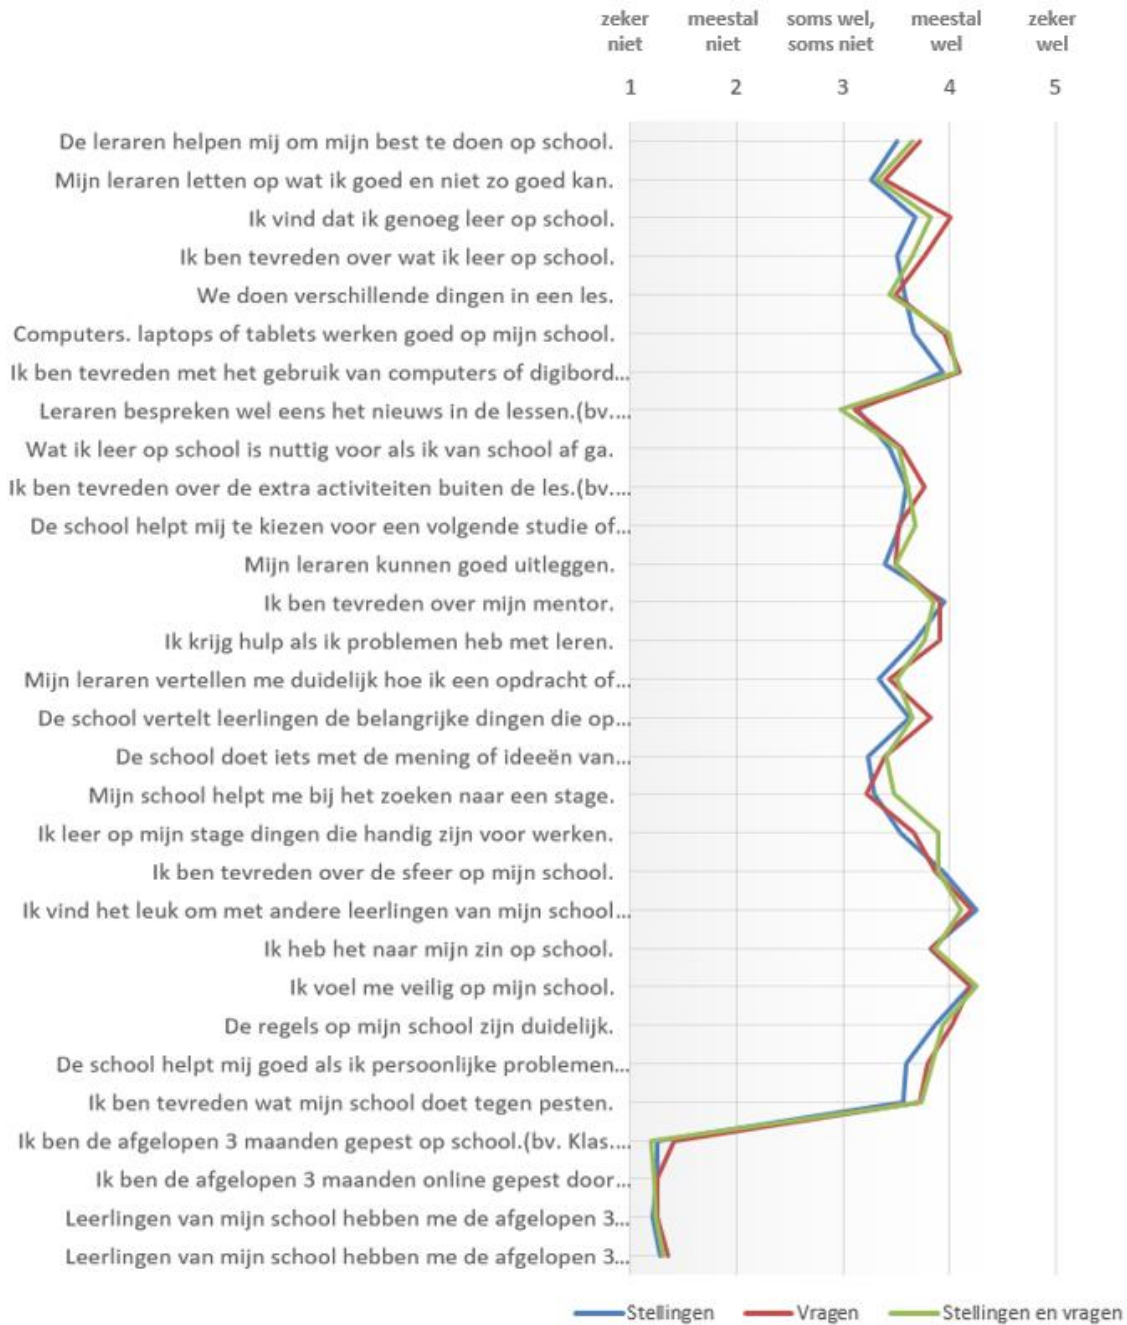 zeker meestal soms wel, meestal zeker
niet niet soms niet wel wel
1 2 3 4 5
De leraren helpen mij om mijn best te doen op school.
Mijn leraren letten op wat ik goed en niet zo goed kan.
Ik vind dat ik genoeg leer op school.
Ik ben tevreden over wat ik leer op school.
We doen verschillende dingen in een les.
Computers. laptops of tablets werken goed op mijn school.
Ik ben tevreden met het gebruik van computers of digibord...
Leraren bespreken wel eens het nieuws in de lessen.(bv....
Wat ik leer op school is nuttig voor als ik van school af ga.
Ik ben tevreden over de extra activiteiten buiten de les.(bv....
De school helpt mij te kiezen voor een volgende studie of...
Mijn leraren kunnen goed uitleggen.
Ik ben tevreden over mijn mentor.
Ik krijg hulp als ik problemen heb met leren.
Mijn leraren vertellen me duidelijk hoe ik een opdracht of...
De school vertelt leerlingen de belangrijke dingen die op...
De school doet iets met de mening of ideeën van...
Mijn school helpt me bij het zoeken naar een stage.
Ik leer op mijn stage dingen die handig zijn voor werken.
Ik ben tevreden over de sfeer op mijn school.
Ik vind het leuk om met andere leerlingen van mijn school...
Ik heb het naar mijn zin op school.
Ik voel me veilig op mijn school.
De regels op mijn school zijn duidelijk.
De school helpt mij goed als ik persoonlijke problemen...
Ik ben tevreden wat mijn school doet tegen pesten.
Ik ben de afgelopen 3 maanden gepest op school.(bv. Klas....
Ik ben de afgelopen 3 maanden online gepest door...
Leerlingen van mijn school hebben me de afgelopen 3...
Leerlingen van mijn school hebben me de afgelopen 3...
Stellingen Vragen Stellingen en vragen